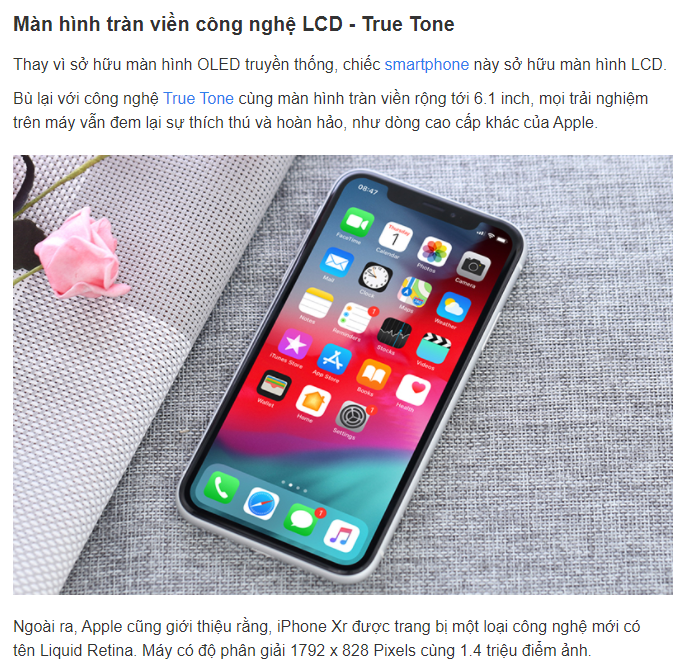 Màn hình tràn viền công nghệ LCD - True Tone
Thay vì sở hữu màn hình OLED truyền thống, chiếc smartphone này sở hữu màn hình LCD.
Bù lại với công nghệ True Tone cùng màn hình tràn viền rộng tới 6.1 inch, mọi trải nghiệm
trên máy vẫn đem lại sự thích thú và hoàn hảo, như dòng cao cấp khác của Apple.
08:47
FaceTime
Thursday
1
Calendar
Photos
Camera
Mail
Clock
Maps
Weather
Notes
1
Reminders
Stocks
Videos
iTunes Store
App Store
Books
Health
Wallet
Home
1
Settings
1
Ngoài ra, Apple cũng giới thiệu rằng, iPhone Xr được trang bị một loại công nghệ mới có
tên Liquid Retina. Máy có độ phân giải 1792 x 828 Pixels cùng 1.4 triệu điểm ảnh.